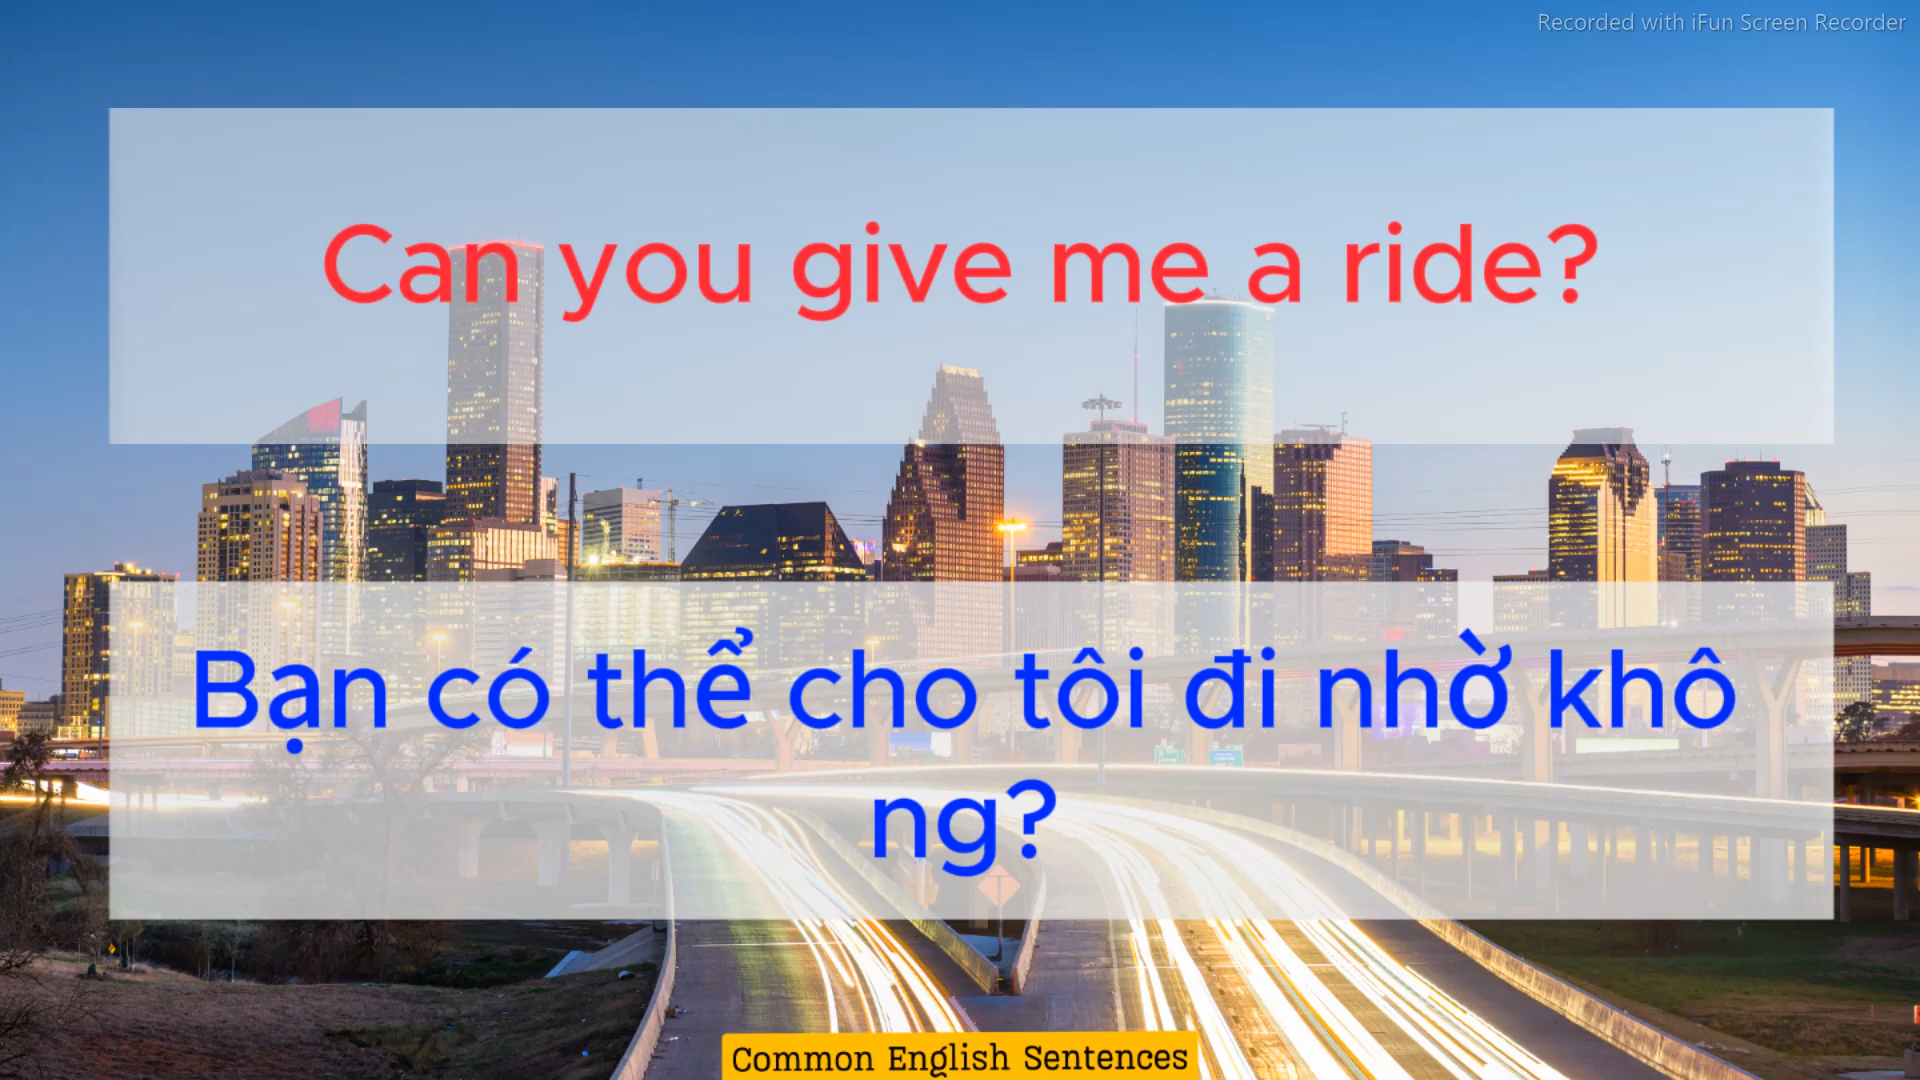 Recorded with iFun Screen Recorder
Can you give me a ride?
Bạn có thể cho tôi đi nhờ khô
ng?
Common English Sentences